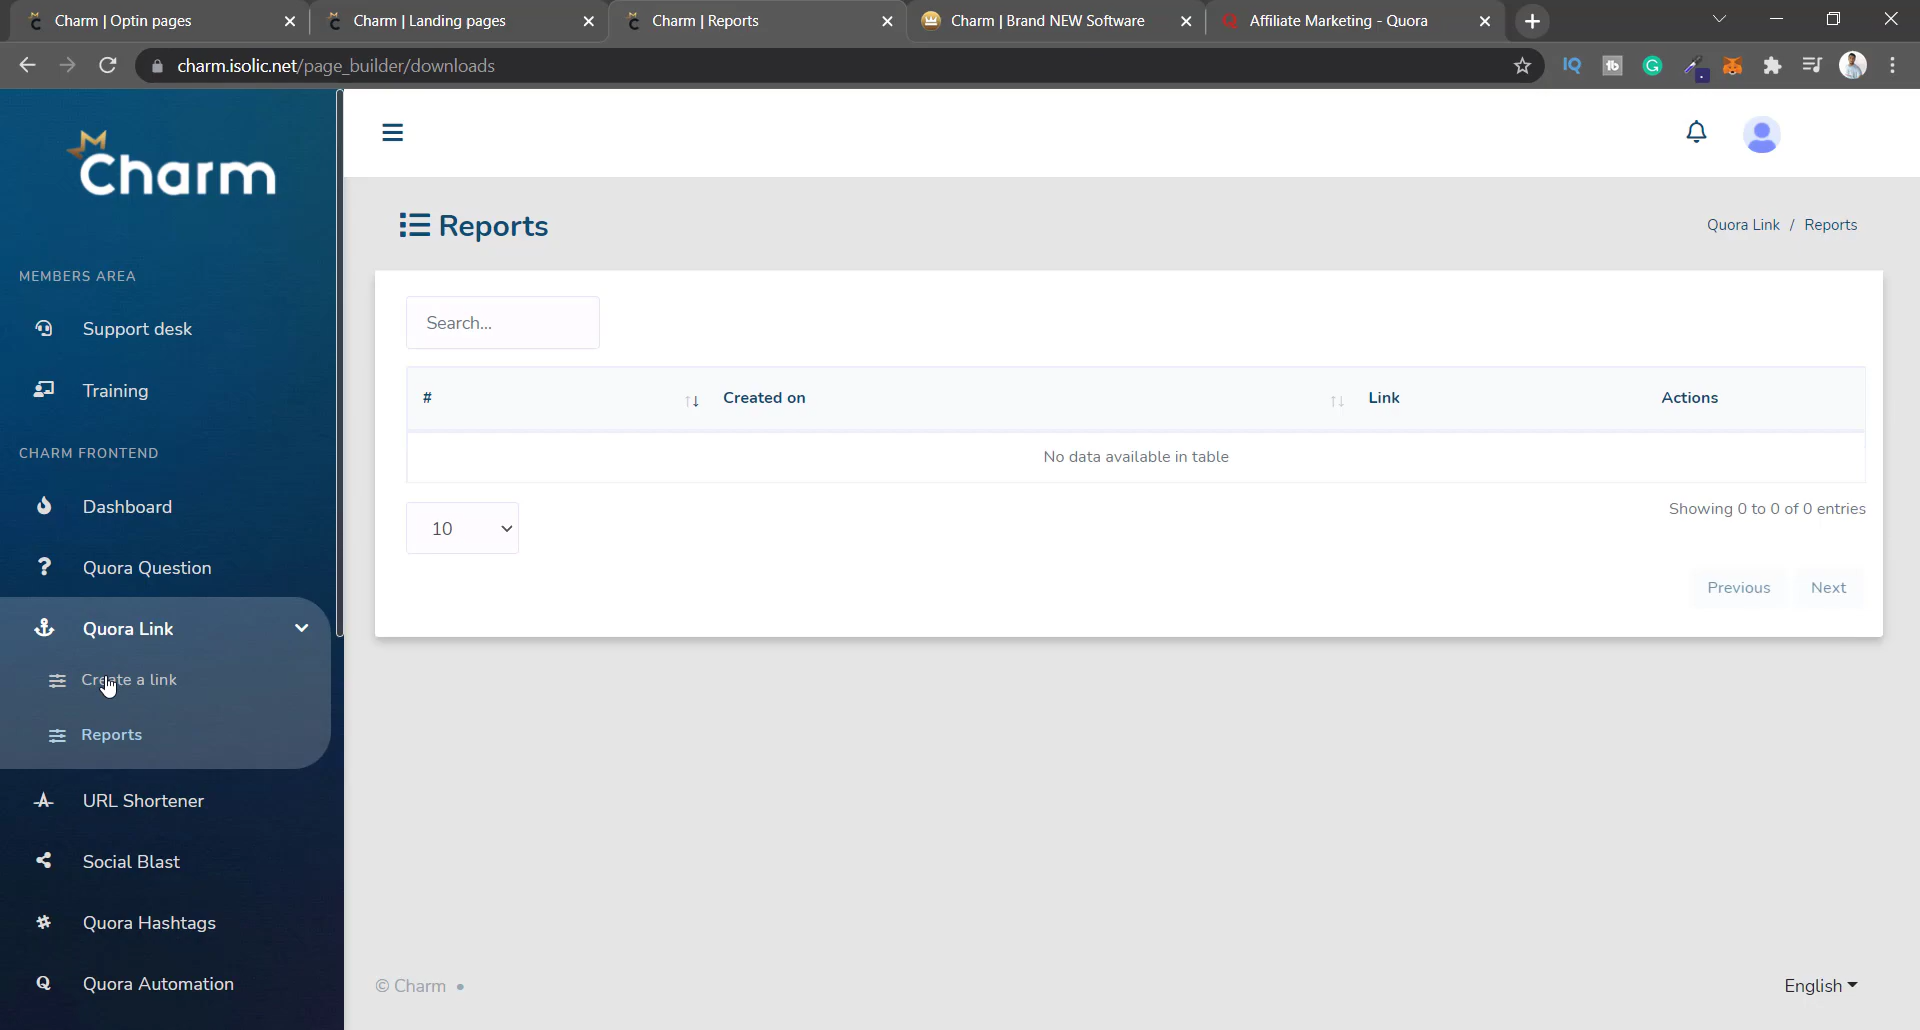 Charm | Optin pages
Charm | Landing pages
Charm | Reports
Charm | Brand NEW Software
Affiliate Marketing - Quora
charm.isolic.net/page_builder/downloads
Charm
MEMBERS AREA
Support desk
Training
CHARM FRONTEND
Dashboard
Quora Question
Quora Link
Create a link
Reports
URL Shortener
Social Blast
Quora Hashtags
Quora Automation
Reports
Quora Link / Reports
Search...
# Created on Link Actions
No data available in table
10
Showing 0 to 0 of 0 entries
Previous Next
© Charm •
English